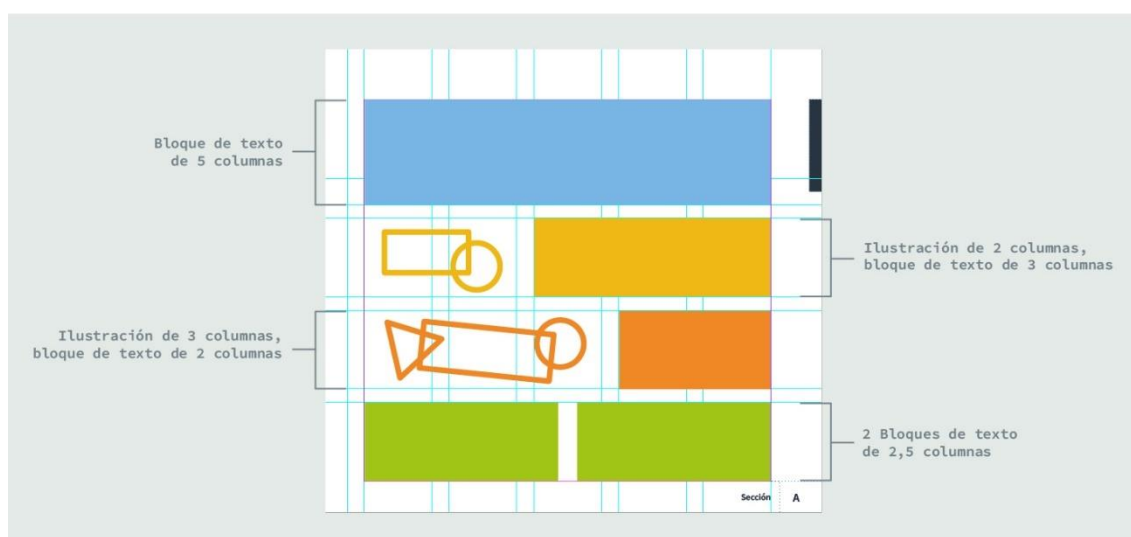 Bloque de texto
de 5 columnas
Ilustración de 2 columnas,
bloque de texto de 3 columnas
Ilustración de 3 columnas,
bloque de texto de 2 columnas
2 Bloques de texto
de 2,5 columnas
Sección A